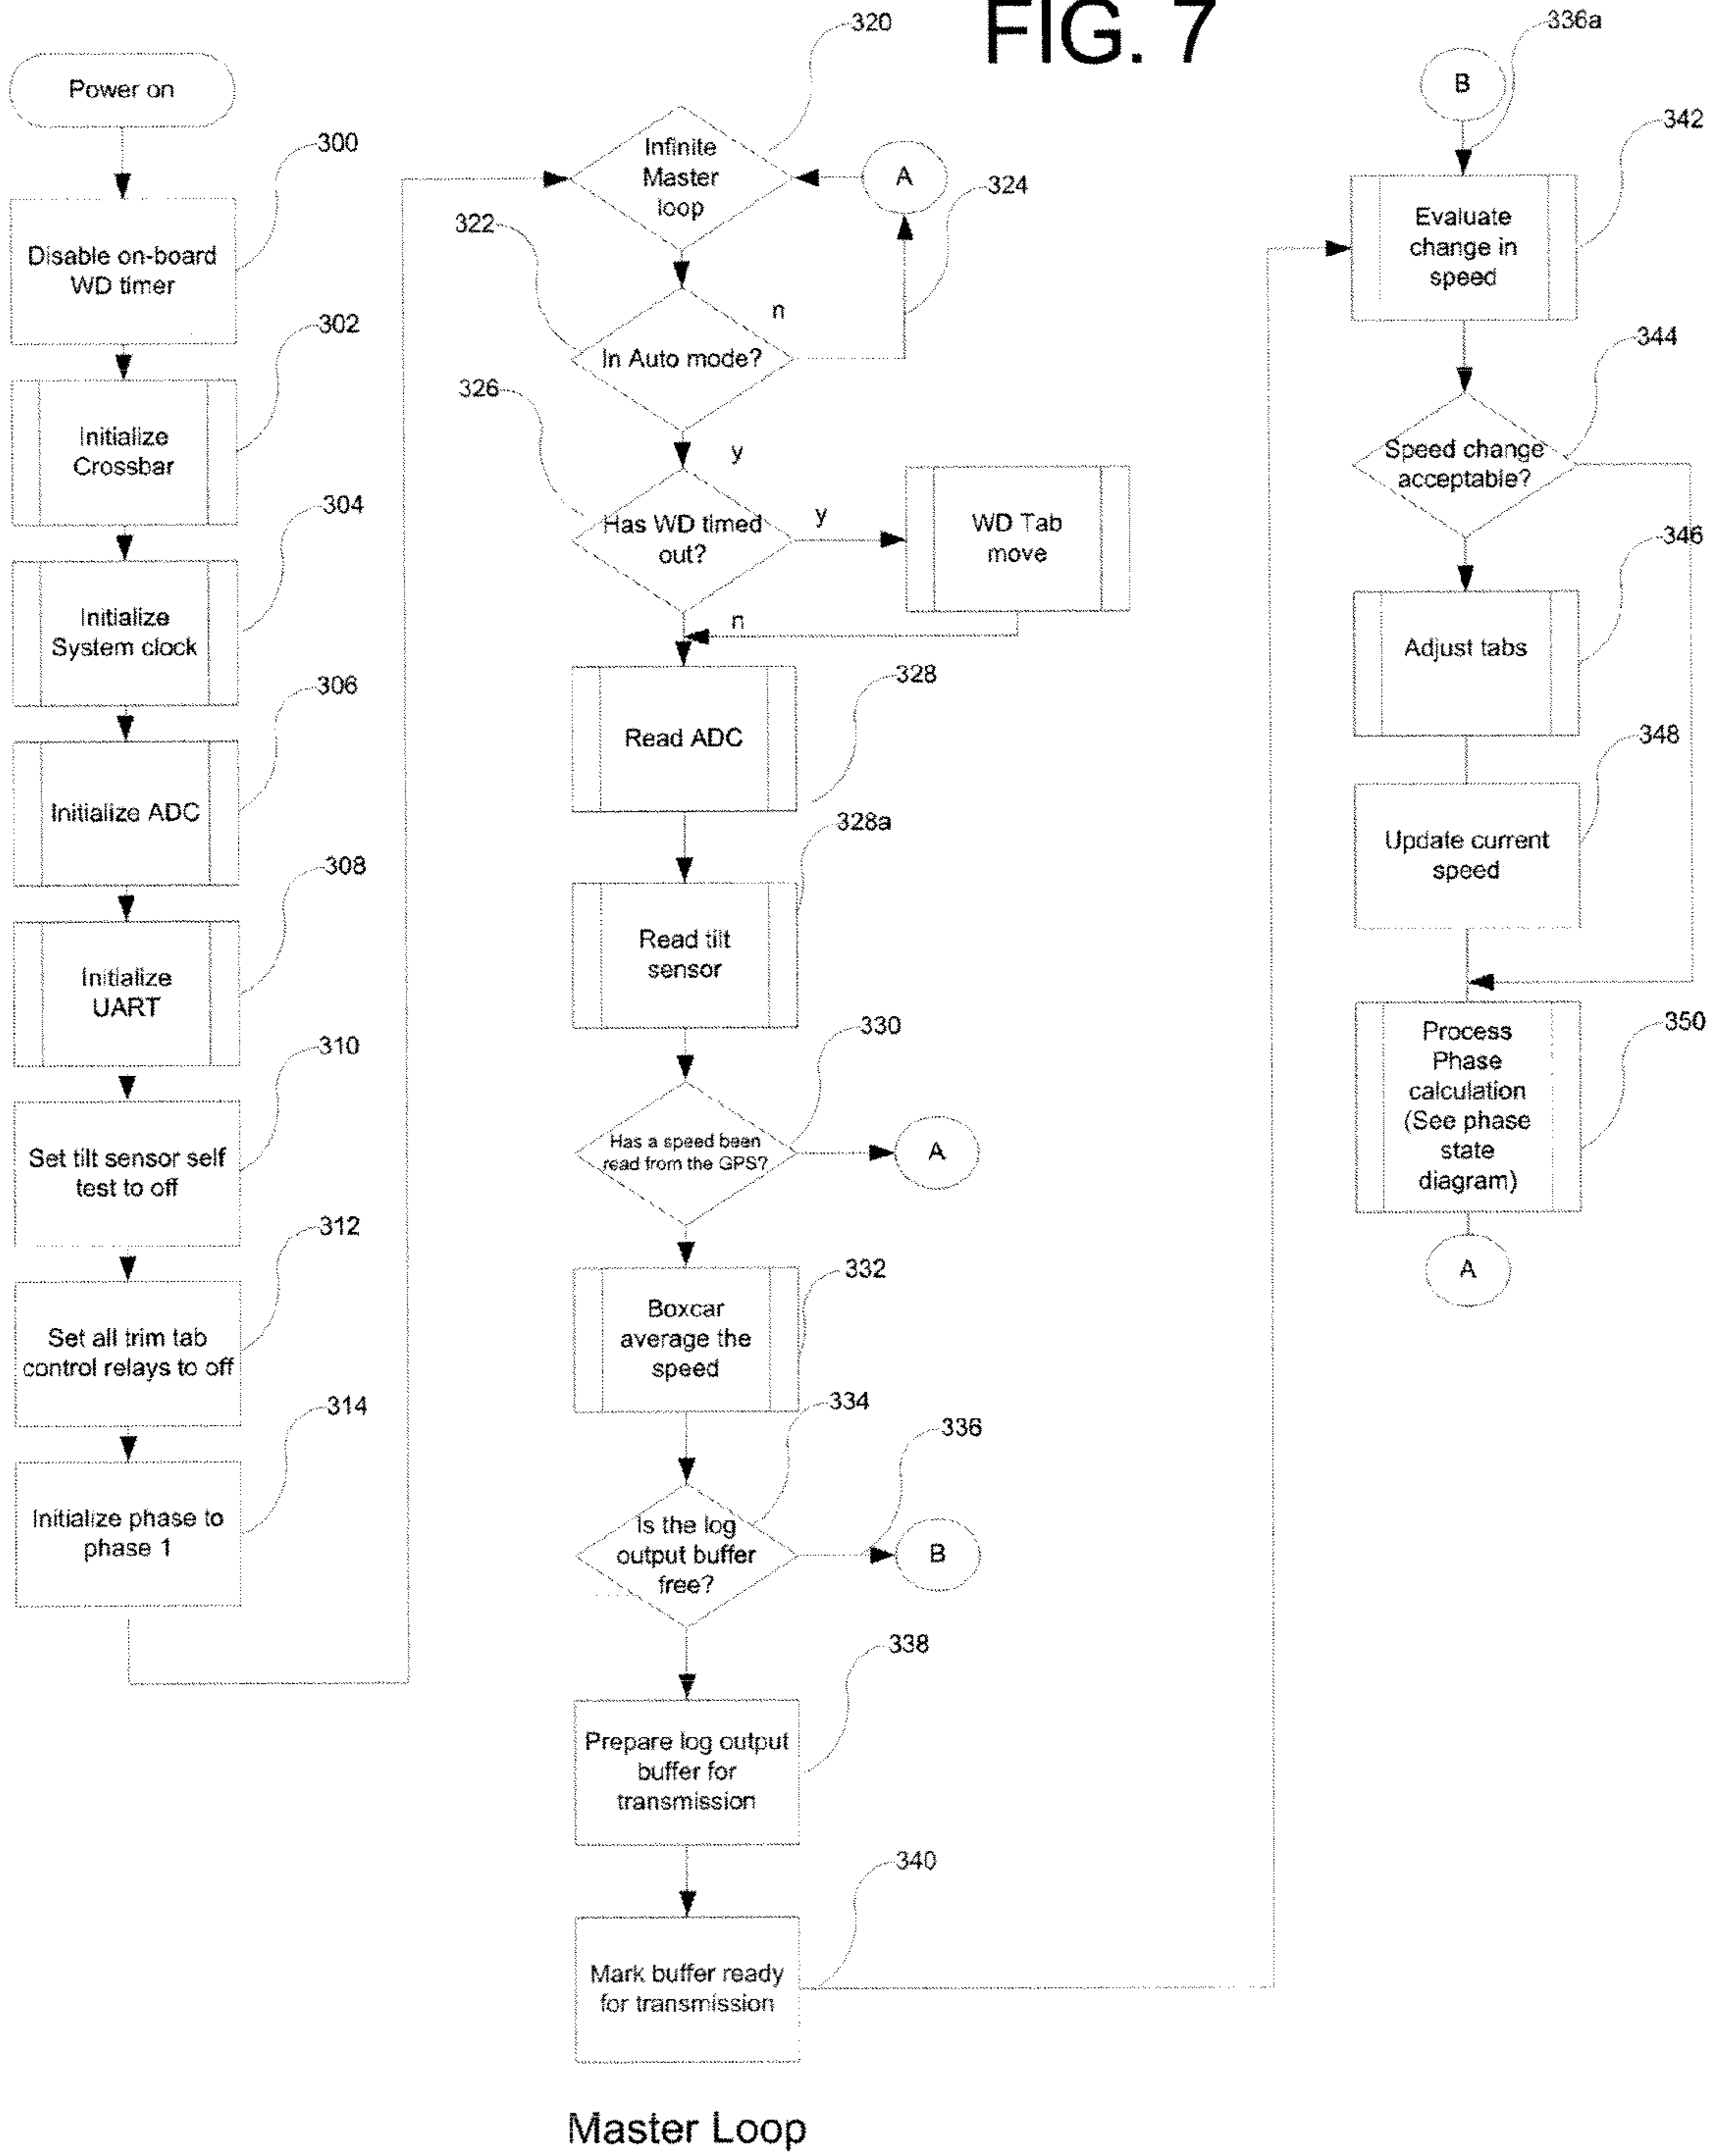 FIG. 7
Power on
300
Disable on-board
WD timer
302
Initialize
Crossbar
304
Initialize
System clock
306
Initialize ADC
308
Initialize
UART
310
Set tilt sensor self
test to off
312
Set all trim tab
control relays to off
314
Initialize phase to
phase 1
320
Infinite
Master
loop
A
324
322
n
In Auto mode?
326
y
Has WD timed
out?
y
WD Tab
move
n
328
Read ADC
328a
Read tilt
sensor
330
Has a speed been
read from the GPS?
A
332
Boxcar
average the
speed
334
336
Is the log
output buffer
free?
B
338
Prepare log output
buffer for
transmission
340
Mark buffer ready
for transmission
336a
B
342
Evaluate
change in
speed
344
Speed change
acceptable?
346
Adjust tabs
348
Update current
speed
350
Process
Phase
calculation
(See phase
state
diagram)
A
Master Loop